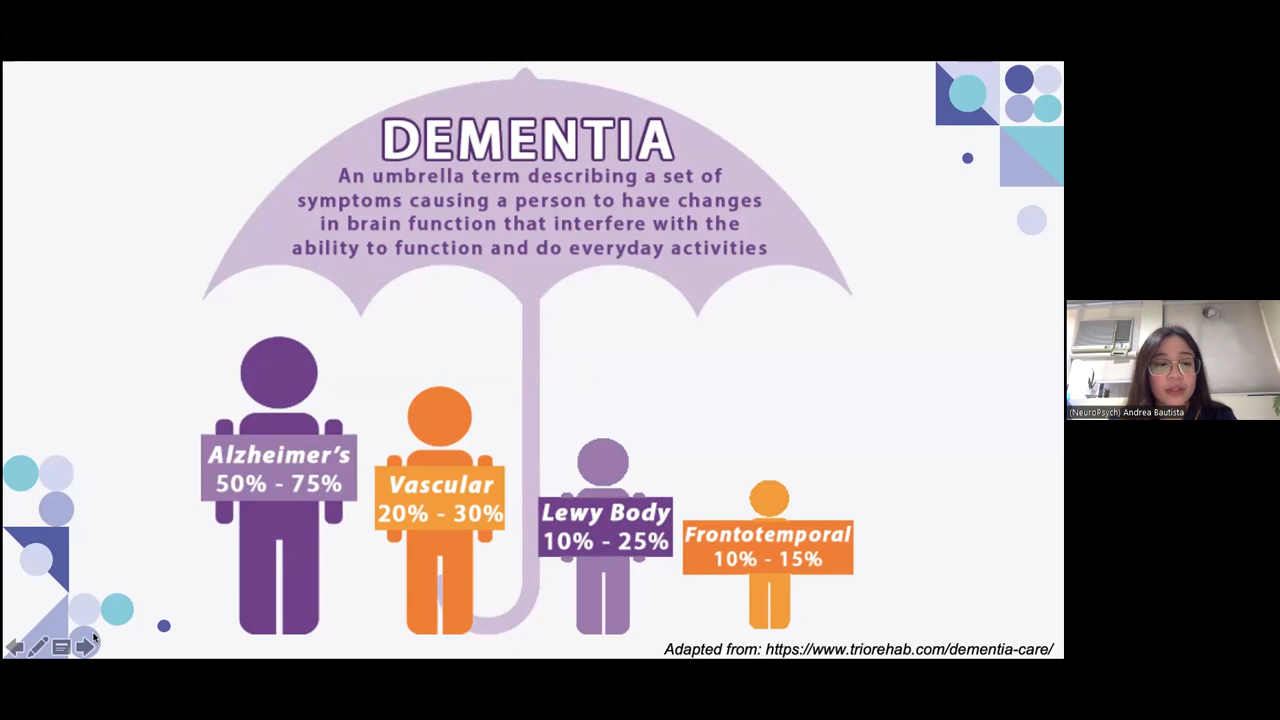 DEMENTIA
An umbrella term describing a set of
symptoms causing a person to have changes
in brain function that interfere with the
ability to function and do everyday activities
Alzheimer's
50% - 75%
Vascular
20% - 30%
Lewy Body
10% - 25%
Frontotemporal
10% - 15%
Adapted from: https://www.triorehab.com/dementia-care/
(NeuroPsych) Andrea Bautista